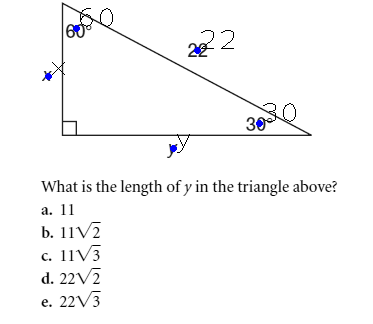 60
60°
22
22
x
x
30
30°
y
y
What is the length of y in the triangle above?
a. 11
b. 11√2
c. 11√3
d. 22√2
e. 22√3